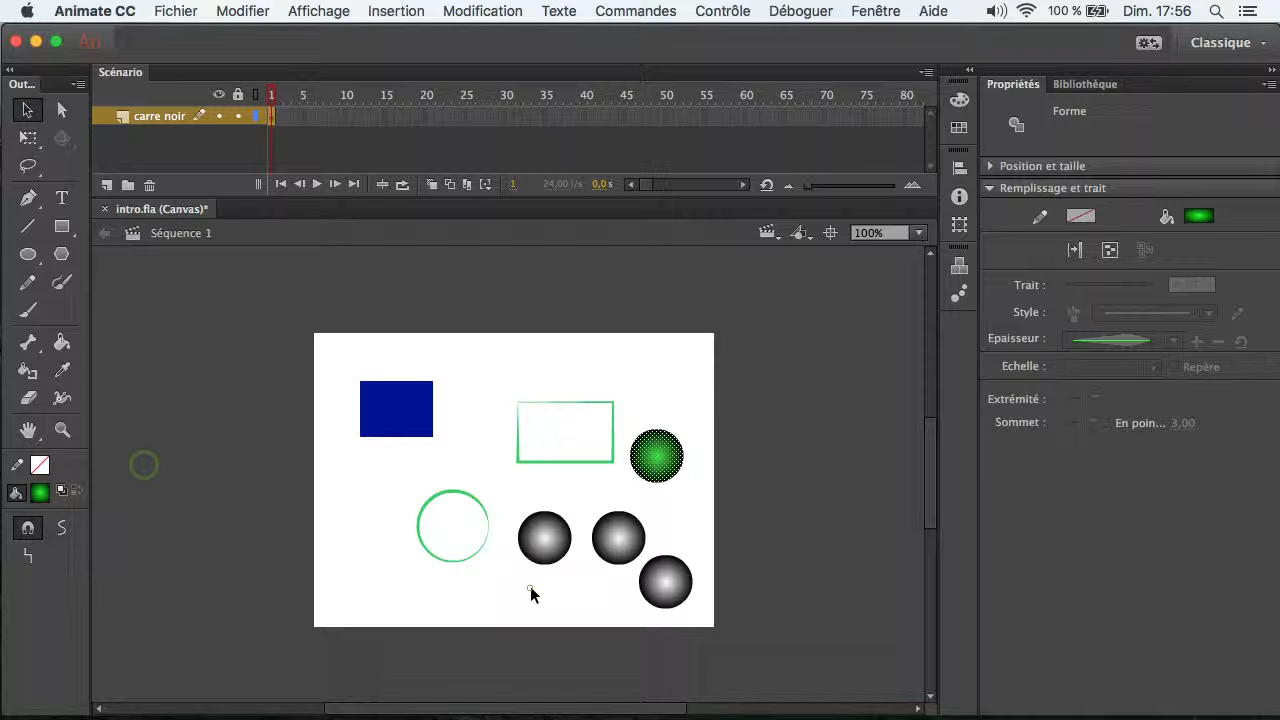 Animate CC Fichier Modifier Affichage Insertion Modification Texte Commandes Contrôle Déboguer Fenêtre Aide 100 % Dim. 17:56
An Classique
Out... Scénario Propriétés Bibliothèque
1 5 10 15 20 25 30 35 40 45 50 55 60 65 70 75 80
carre noir
Forme
Position et taille
1 24,00 i/s 0,0 s
Remplissage et trait
intro.fla (Canvas)*
Séquence 1 100%
Trait :
Style :
Epaisseur :
Echelle : Repère
Extrémité :
Sommet : En poin... 3,00